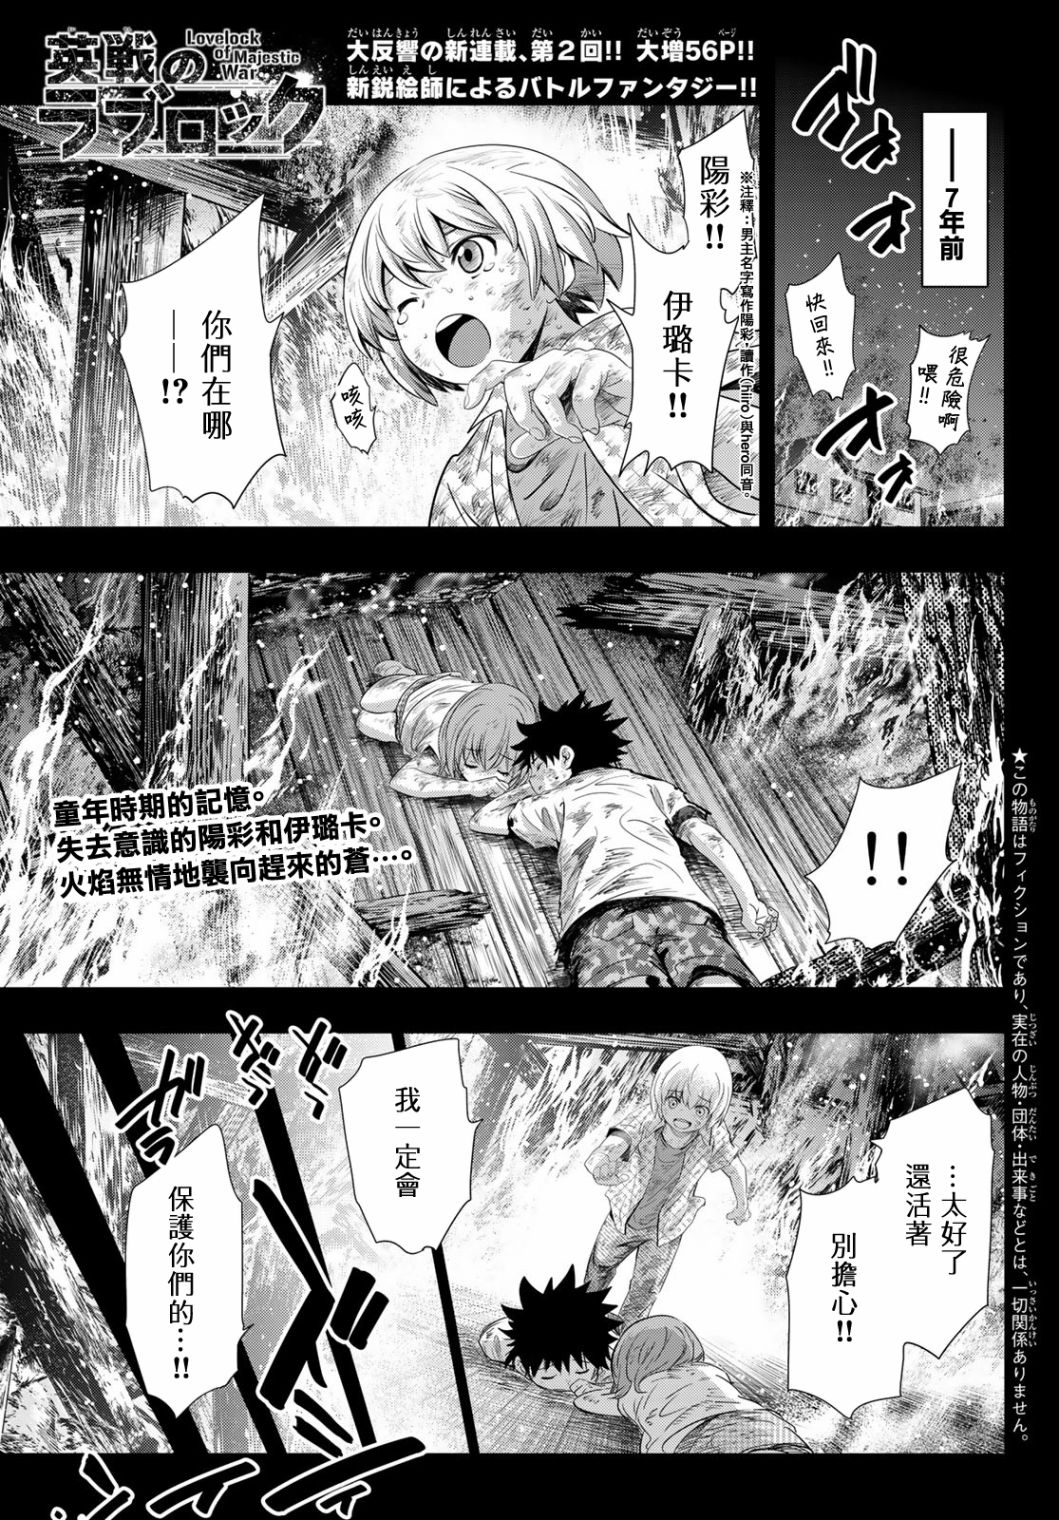 英戦の
ラブロック
Lovelock
of Majestic
War
大反響の新連載、第2回!! 大増56P!!
新鋭絵師によるバトルファンタジー!!
——7年前
很危險啊
喂!!
快回來!!
※注釋：男主名字寫作陽彩，讀作(hiiro)與hero同音。
陽彩!!
伊璐卡!!
咳咳
你們在哪
——!?
!!
童年時期的記憶。
失去意識的陽彩和伊璐卡。
火焰無情地襲向趕來的蒼…。
…太好了
還活著
別擔心!!
我一定會
保護你們的…!!
★この物語はフィクションであり、実在の人物・団体・出来事などとは、一切関係ありません。